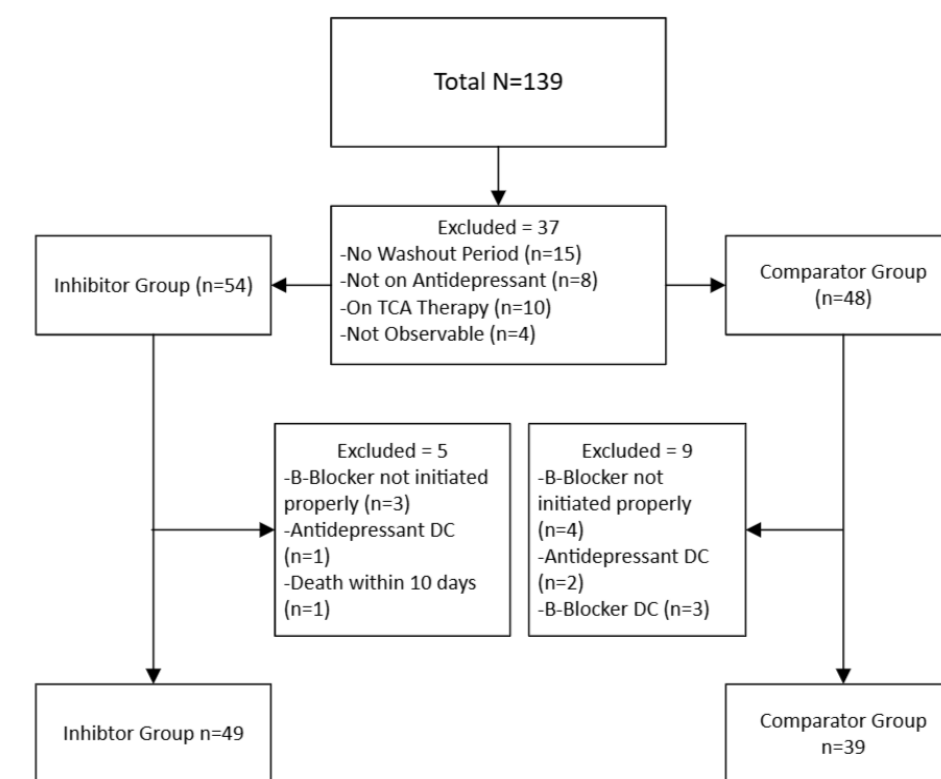 Total N=139
Excluded = 37
-No Washout Period (n=15)
-Not on Antidepressant (n=8)
-On TCA Therapy (n=10)
-Not Observable (n=4)
Inhibitor Group (n=54)
Comparator Group
(n=48)
Excluded = 5
-B-Blocker not initiated
properly (n=3)
-Antidepressant DC
(n=1)
-Death within 10 days
(n=1)
Excluded = 9
-B-Blocker not
initiated properly
(n=4)
-Antidepressant DC
(n=2)
-B-Blocker DC (n=3)
Inhibtor Group n=49
Comparator Group
n=39